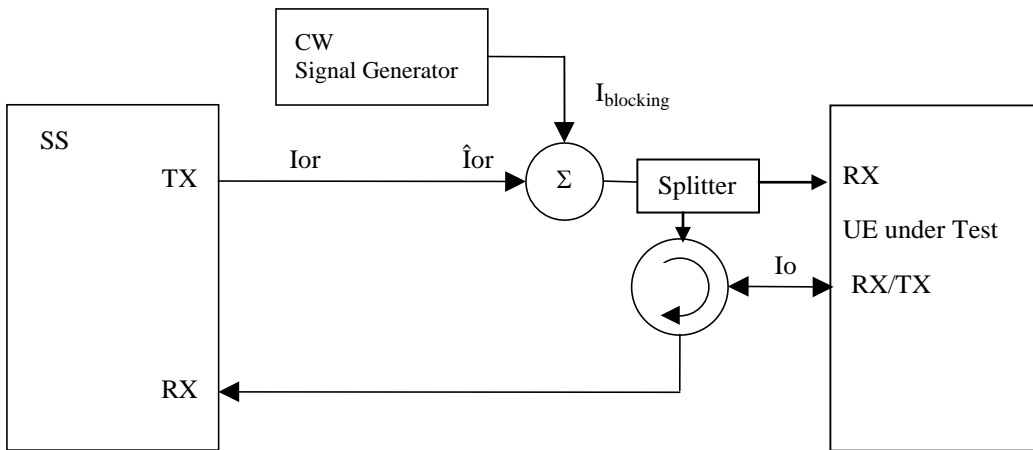 CW
Signal Generator
I_blocking
SS
TX
Ior
Îor
Σ
Splitter
RX
UE under Test
Io
RX/TX
RX